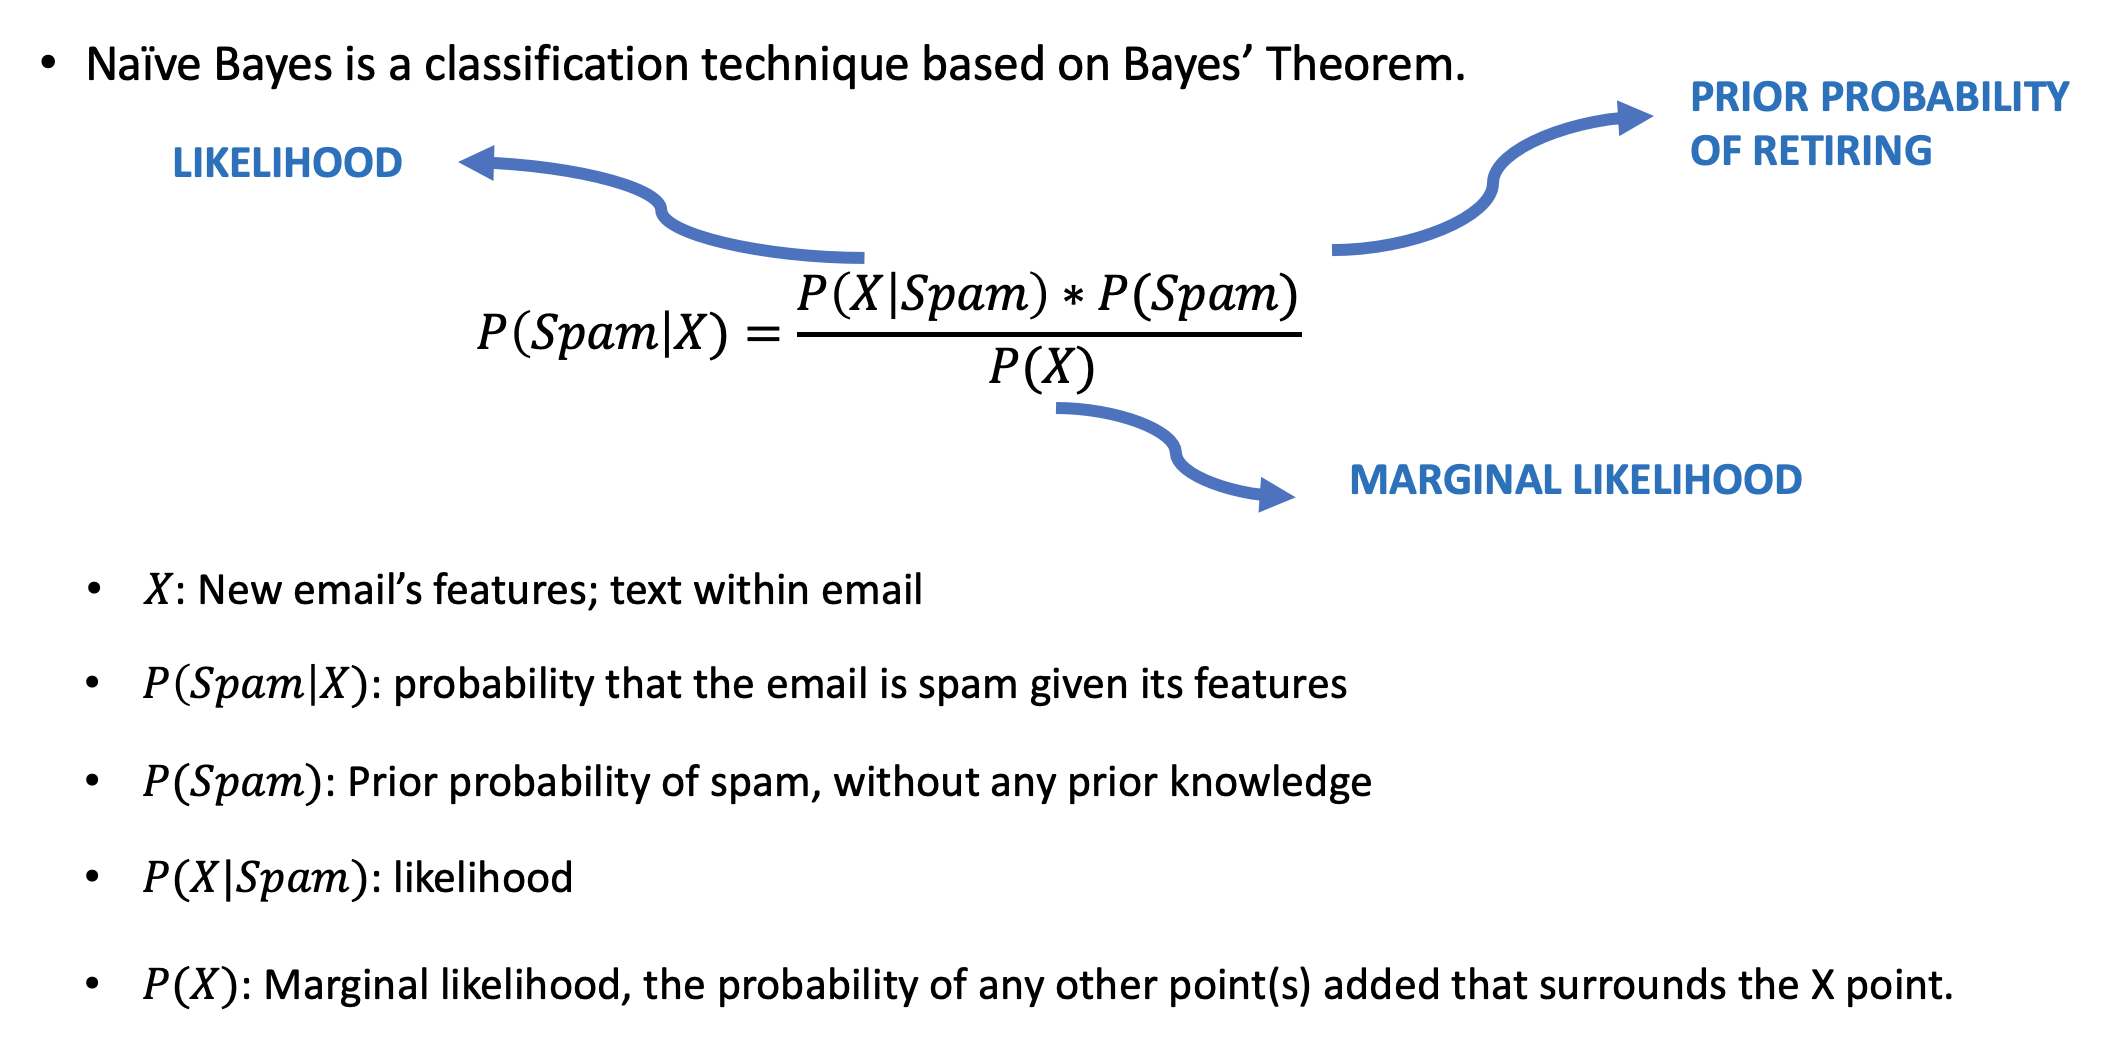 • Naïve Bayes is a classification technique based on Bayes’ Theorem.
PRIOR PROBABILITY
OF RETIRING
LIKELIHOOD
P(Spam|X) = P(X|Spam) * P(Spam) / P(X)
MARGINAL LIKELIHOOD
• X: New email’s features; text within email
• P(Spam|X): probability that the email is spam given its features
• P(Spam): Prior probability of spam, without any prior knowledge
• P(X|Spam): likelihood
• P(X): Marginal likelihood, the probability of any other point(s) added that surrounds the X point.